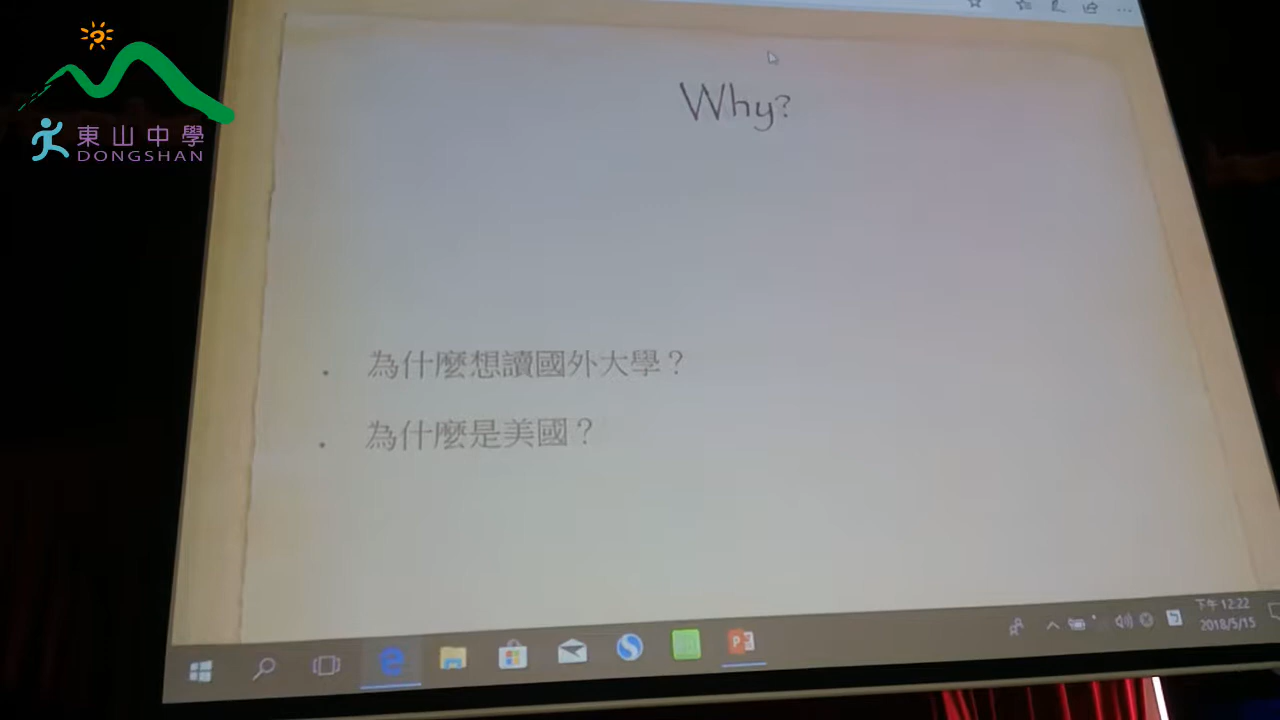 東山中學
DONGSHAN
Why?
• 為什麼想讀國外大學？
• 為什麼是美國？
下午 12:22
2018/5/15